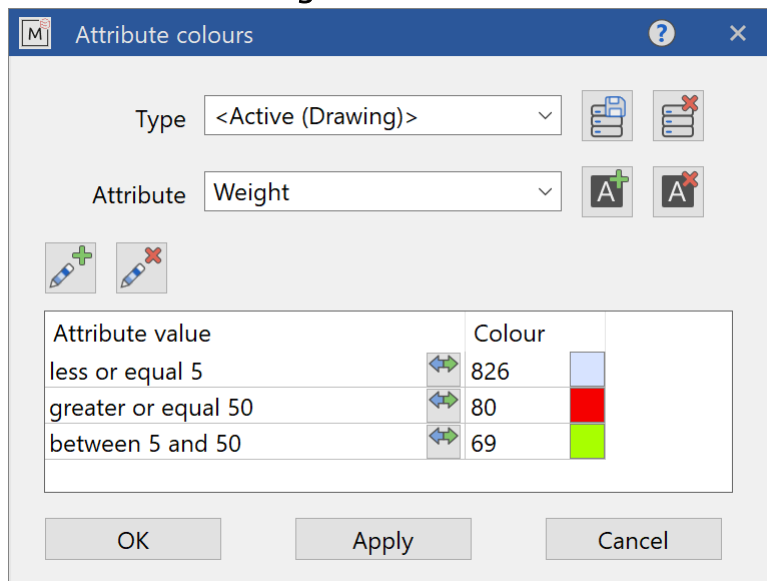 M Attribute colours ?
Type <Active (Drawing)>
Attribute Weight A A
Attribute value Colour
less or equal 5 826
greater or equal 50 80
between 5 and 50 69
OK Apply Cancel